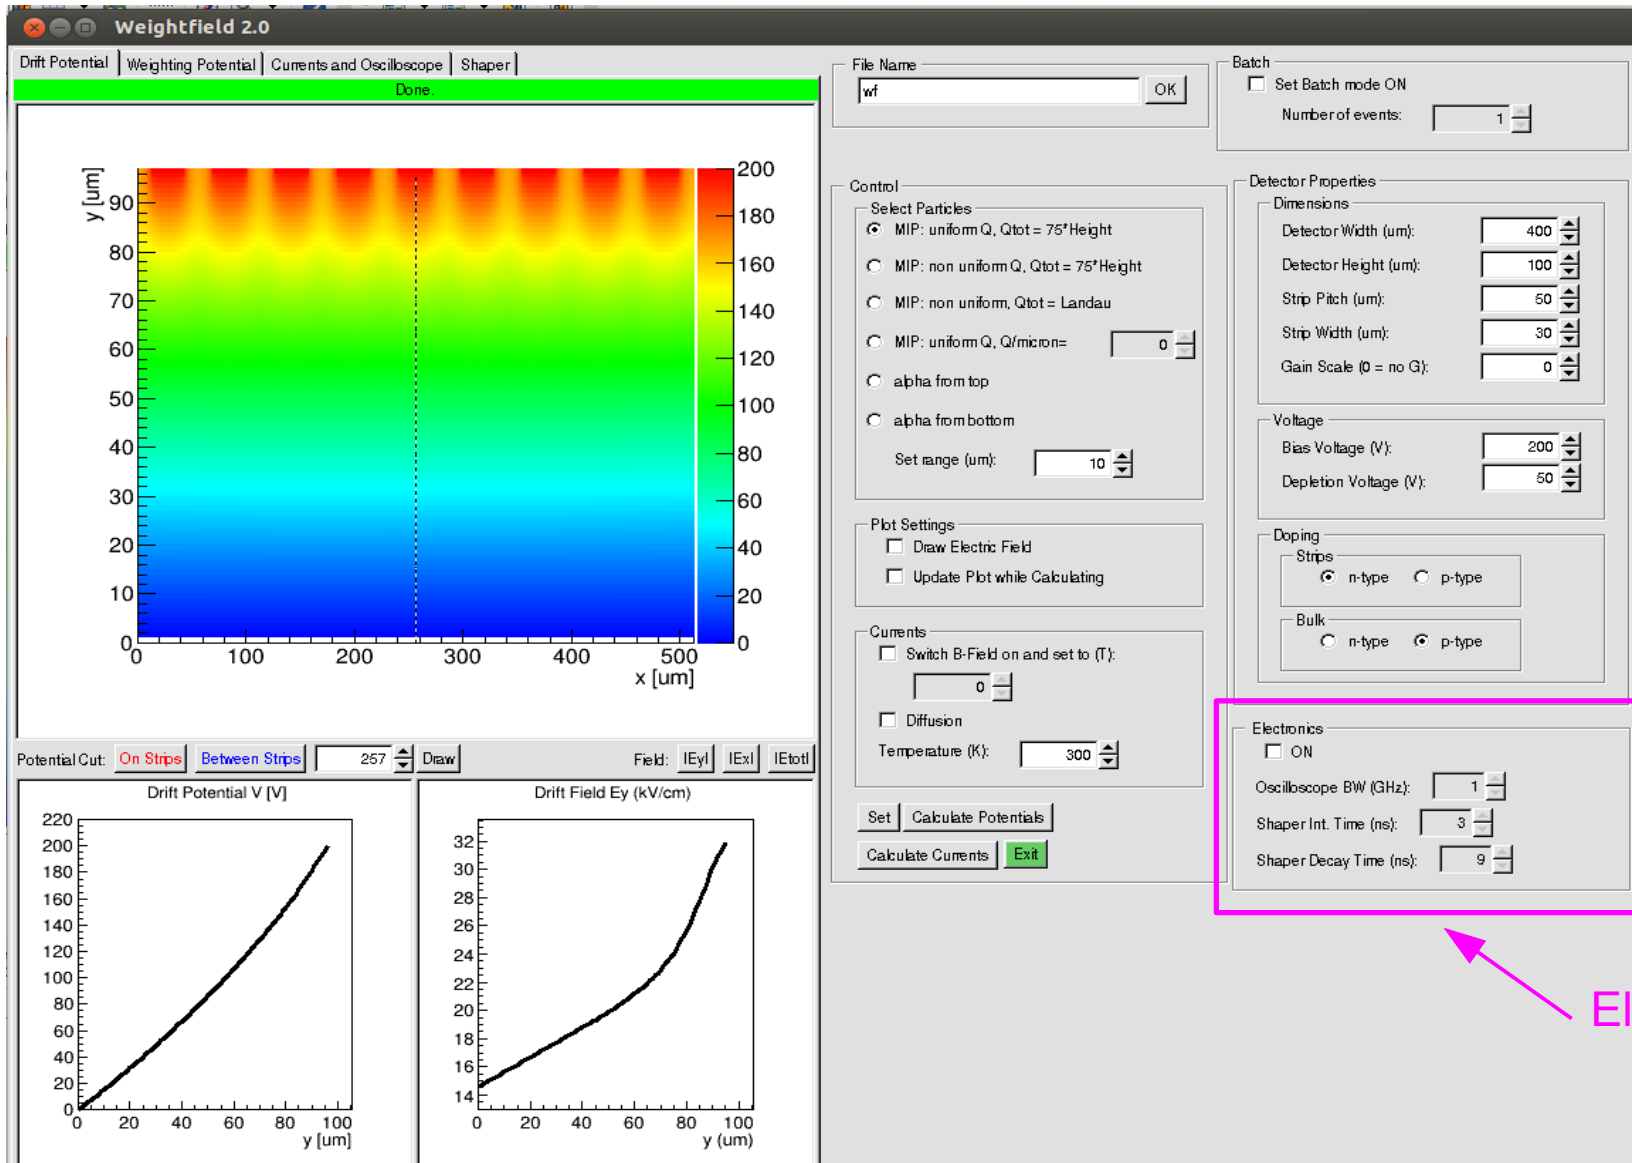 Weightfield 2.0
Drift Potential Weighting Potential Currents and Oscilloscope Shaper
Done.
y [um]
90
80
70
60
50
40
30
20
10
0
0 100 200 300 400 500
x [um]
200
180
160
140
120
100
80
60
40
20
0
Potential Cut: On Strips Between Strips 257 Draw Field: |Ey| |Ex| |Etot|
Drift Potential V [V]
220
200
180
160
140
120
100
80
60
40
20
0
0 20 40 60 80 100
y [um]
Drift Field Ey (kV/cm)
32
30
28
26
24
22
20
18
16
14
0 20 40 60 80 100
y (um)
File Name
wf OK
Batch
Set Batch mode ON
Number of events: 1
Control
Select Particles
MIP: uniform Q, Qtot = 75*Height
MIP: non uniform Q, Qtot = 75*Height
MIP: non uniform, Qtot = Landau
MIP: uniform Q, Q/micron= 0
alpha from top
alpha from bottom
Set range (um): 10
Plot Settings
Draw Electric Field
Update Plot while Calculating
Currents
Switch B-Field on and set to (T):
0
Diffusion
Temperature (K): 300
Set Calculate Potentials
Calculate Currents Exit
Detector Properties
Dimensions
Detector Width (um): 400
Detector Height (um): 100
Strip Pitch (um): 50
Strip Width (um): 30
Gain Scale (0 = no G): 0
Voltage
Bias Voltage (V): 200
Depletion Voltage (V): 50
Doping
Strips
n-type p-type
Bulk
n-type p-type
Electronics
ON
Oscilloscope BW (GHz): 1
Shaper Int. Time (ns): 3
Shaper Decay Time (ns): 9
El